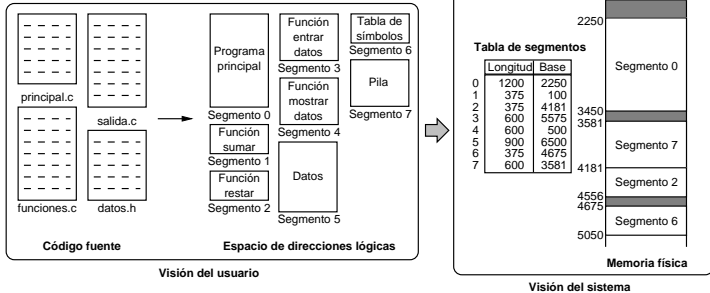 principal.c
salida.c
funciones.c
datos.h
Código fuente
Programa
principal
Segmento 0
Función
sumar
Segmento 1
Función
restar
Segmento 2
Función
entrar
datos
Segmento 3
Función
mostrar
datos
Segmento 4
Datos
Segmento 5
Tabla de
símbolos
Segmento 6
Pila
Segmento 7
Espacio de direcciones lógicas
Visión del usuario
Tabla de segmentos
Longitud Base
0 1200 2250
1 375 100
2 375 4181
3 600 5575
4 600 500
5 900 6500
6 375 4675
7 600 3581
2250
Segmento 0
3450
3581
Segmento 7
4181
Segmento 2
4556
4675
Segmento 6
5050
Memoria física
Visión del sistema